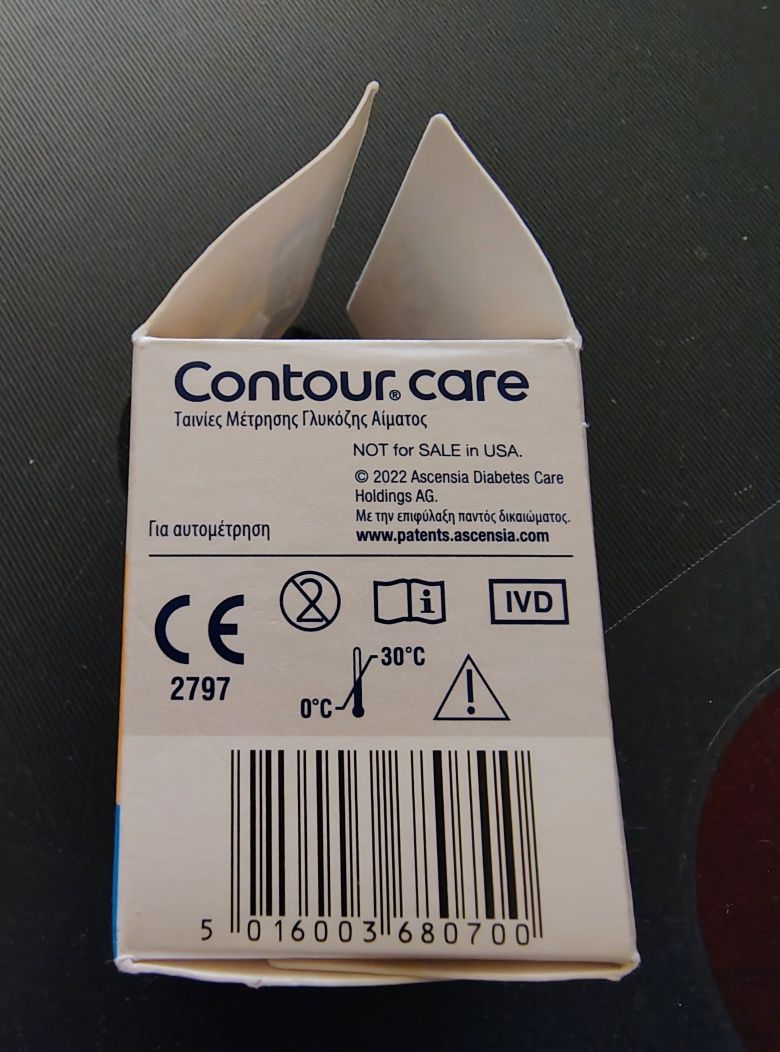 Contour® care
Ταινίες Μέτρησης Γλυκόζης Αίματος
NOT for SALE in USA.
© 2022 Ascensia Diabetes Care
Holdings AG.
Με την επιφύλαξη παντός δικαιώματος.
www.patents.ascensia.com
Για αυτομέτρηση
CE
2797
2
i
IVD
30°C
0°C
!
5 016003 680700